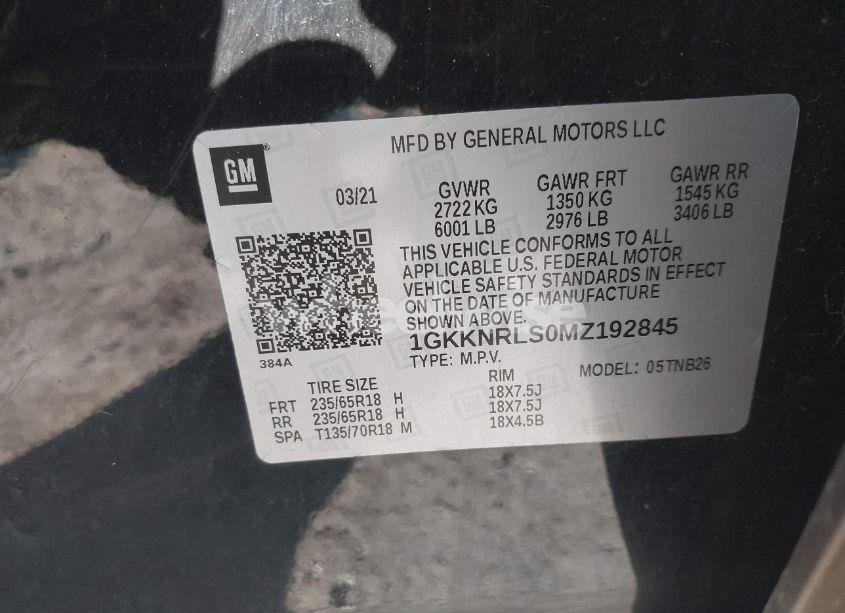 MFD BY GENERAL MOTORS LLC
GM®
03/21
GVWR GAWR FRT GAWR RR
2722 KG 1350 KG 1545 KG
6001 LB 2976 LB 3406 LB
THIS VEHICLE CONFORMS TO ALL
APPLICABLE U.S. FEDERAL MOTOR
VEHICLE SAFETY STANDARDS IN EFFECT
ON THE DATE OF MANUFACTURE
SHOWN ABOVE.
1GKKNRLS0MZ192845
384A
TYPE: M.P.V. MODEL: 05TNB26
TIRE SIZE RIM
FRT 235/65R18 H 18X7.5J
RR 235/65R18 H 18X7.5J
SPA T135/70R18 M 18X4.5B